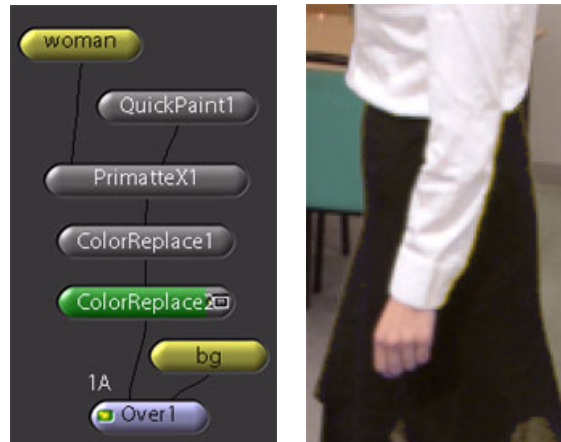 woman
QuickPaint1
PrimatteX1
ColorReplace1
ColorReplace2
bg
1A
Over1